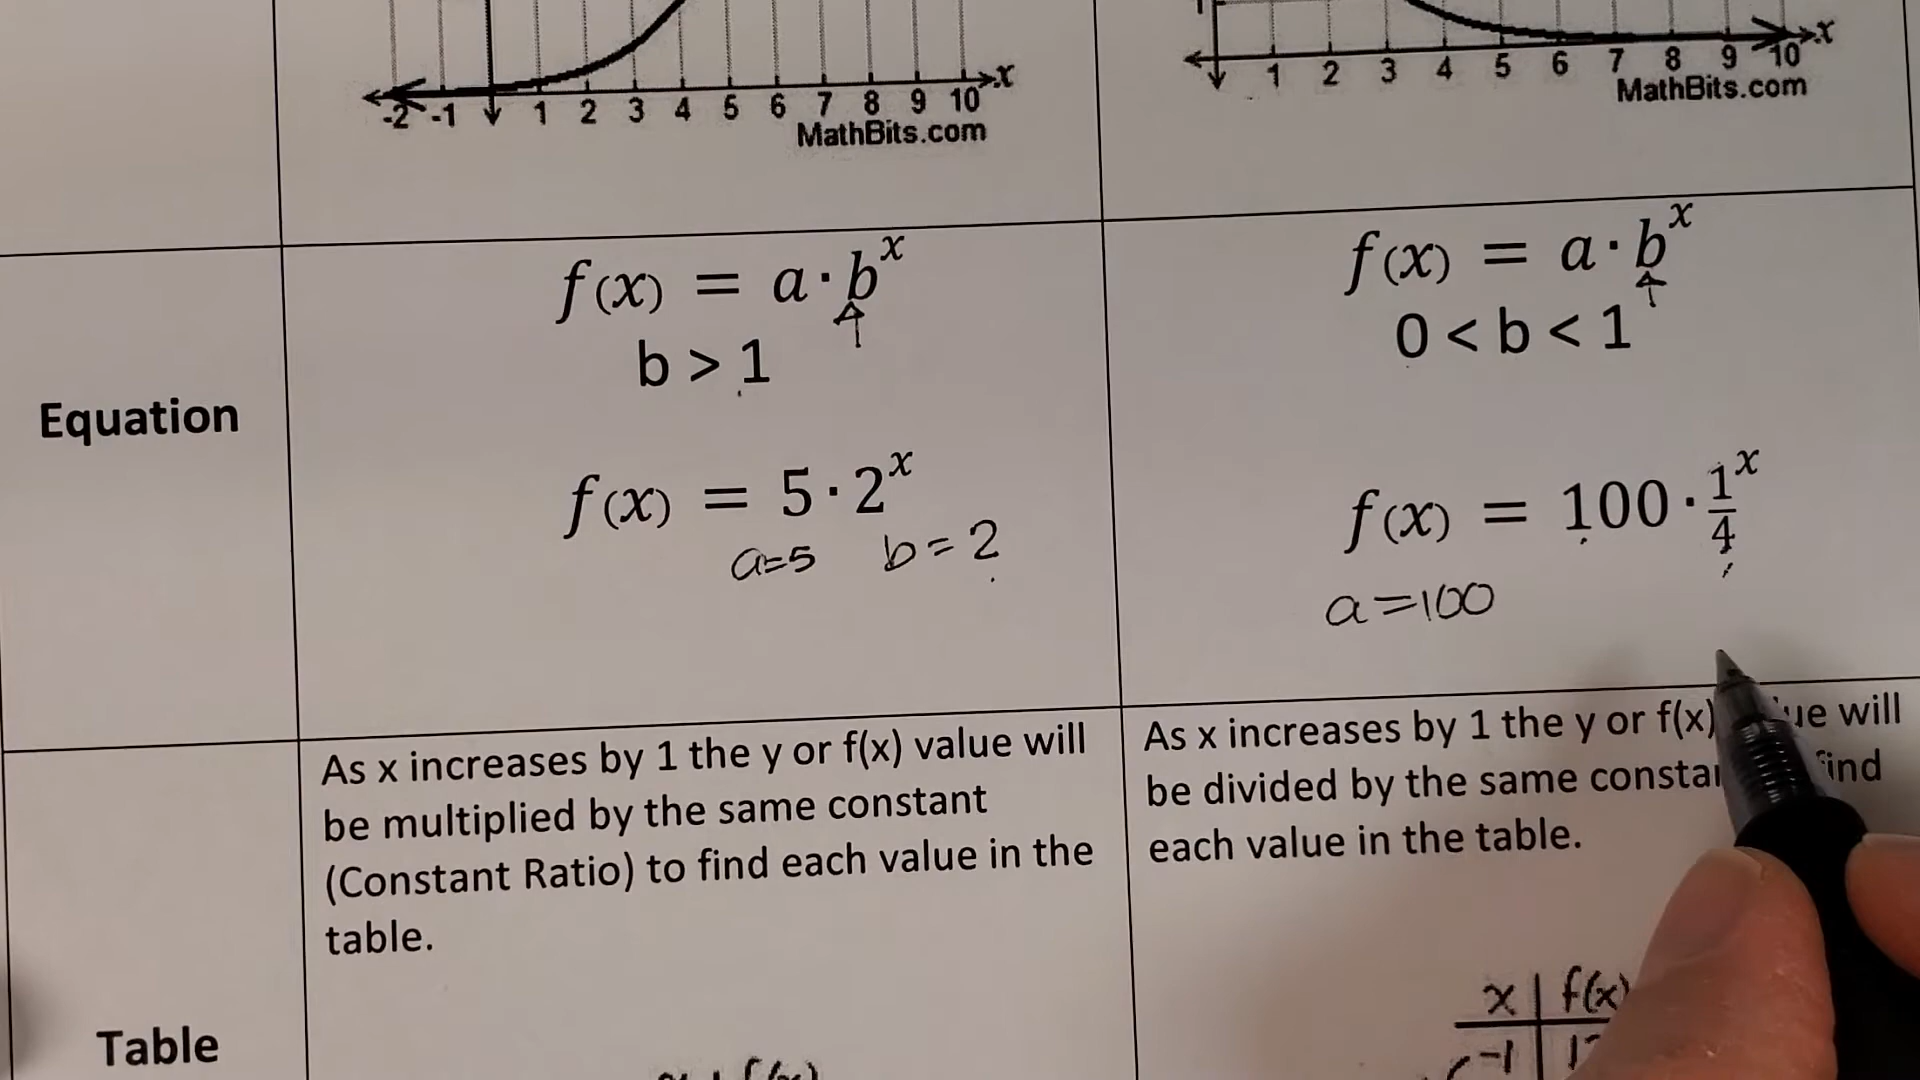 -2 -1 1 2 3 4 5 6 7 8 9 10 x
MathBits.com
1 2 3 4 5 6 7 8 9 10 x
MathBits.com
Equation
f(x) = a · b^x
b > 1
f(x) = 5 · 2^x
a=5 b=2
f(x) = a · b^x
0 < b < 1
f(x) = 100 · 1/4^x
a=100
Table
As x increases by 1 the y or f(x) value will
be multiplied by the same constant
(Constant Ratio) to find each value in the
table.
As x increases by 1 the y or f(x) will
be divided by the same find
each value in the table.
x f(x)
-1